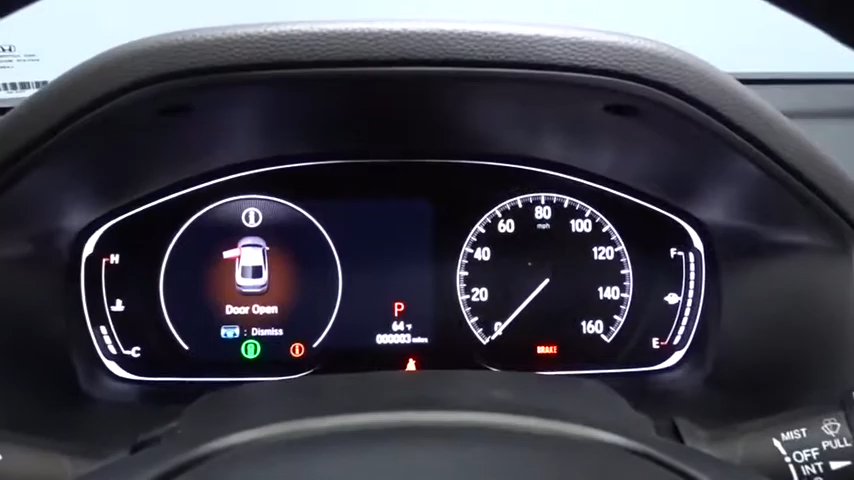 H
C
i
Door Open
: Dismiss
P
64 °F
000003 miles
0
20
40
60
80
100
120
140
160
mph
BRAKE
F
E
MIST
OFF
INT
PULL